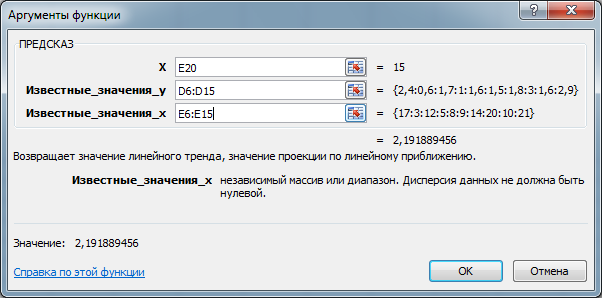 Аргументы функции
ПРЕДСКАЗ
X E20 = 15
Известные_значения_y D6:D15 = {2,4:0,6:1,7:1:1,6:1,5:1,8:3:1,6:2,9}
Известные_значения_x E6:E15 = {17:3:12:5:8:9:14:20:10:21}
= 2,191889456
Возвращает значение линейного тренда, значение проекции по линейному приближению.
Известные_значения_x независимый массив или диапазон. Дисперсия данных не должна быть
нулевой.
Значение: 2,191889456
Справка по этой функции
ОК
Отмена